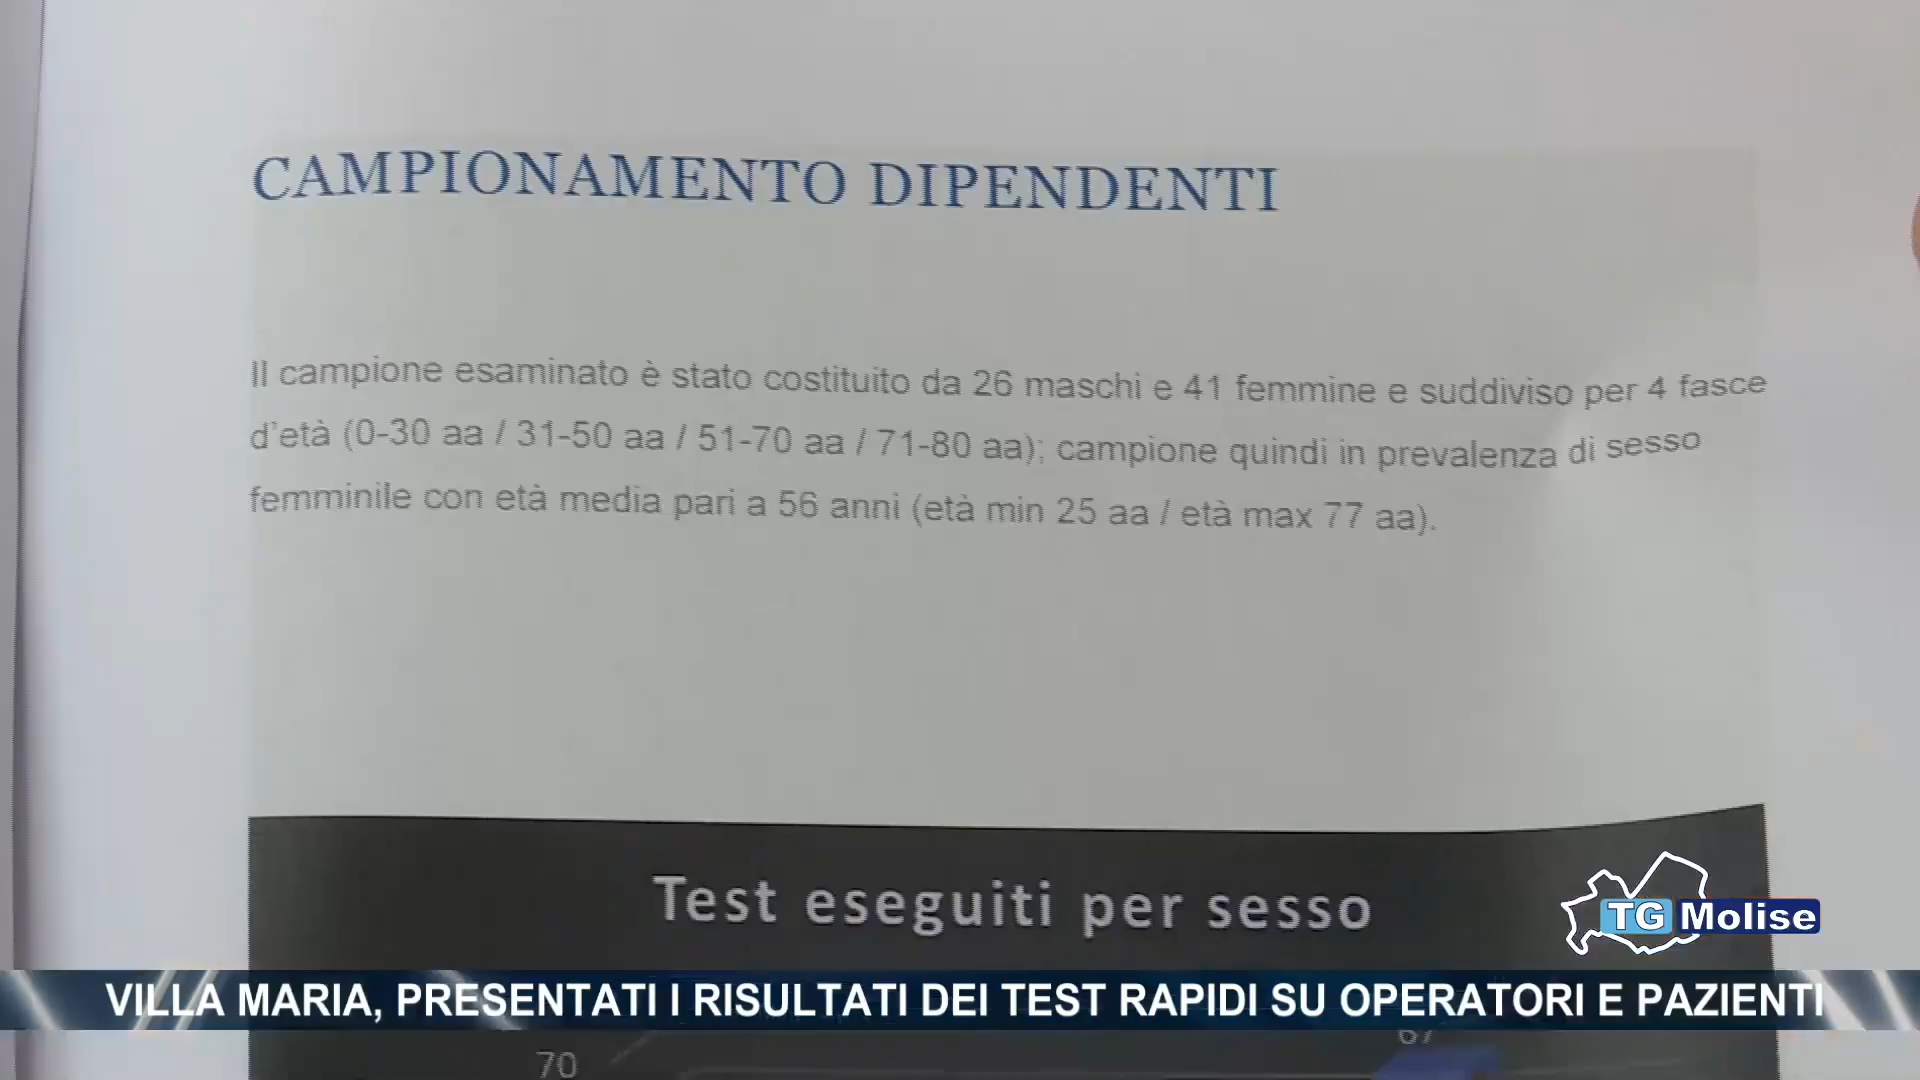 CAMPIONAMENTO DIPENDENTI
Il campione esaminato è stato costituito da 26 maschi e 41 femmine e suddiviso per 4 fasce
d'età (0-30 aa / 31-50 aa / 51-70 aa / 71-80 aa); campione quindi in prevalenza di sesso
femminile con età media pari a 56 anni (età min 25 aa / età max 77 aa).
Test eseguiti per sesso
TG Molise
VILLA MARIA, PRESENTATI I RISULTATI DEI TEST RAPIDI SU OPERATORI E PAZIENTI
70
67